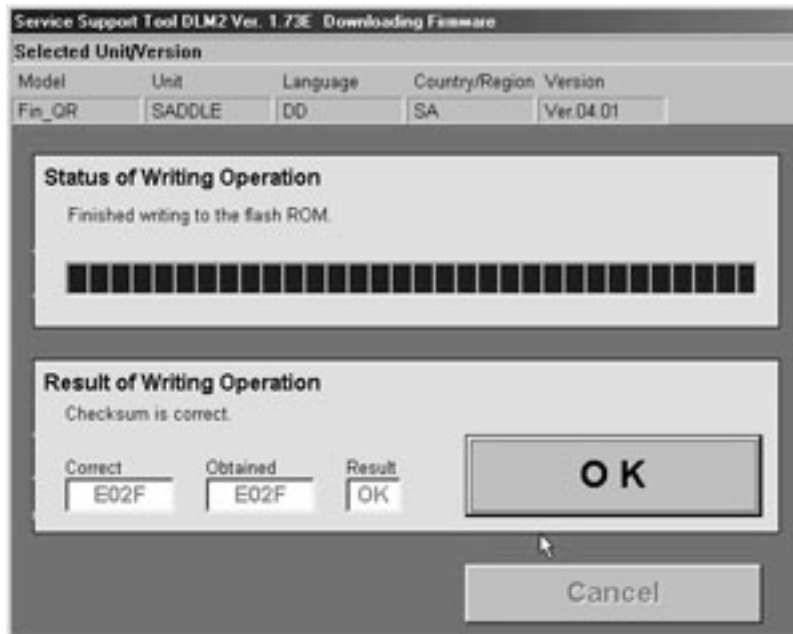 Service Support Tool DLM2 Ver. 1.73E Downloading Firmware
Selected Unit/Version
Model Unit Language Country/Region Version
Fin_QR SADDLE DD SA Ver.04.01
Status of Writing Operation
Finished writing to the flash ROM.
Result of Writing Operation
Checksum is correct.
Correct Obtained Result
E02F E02F OK
OK
Cancel